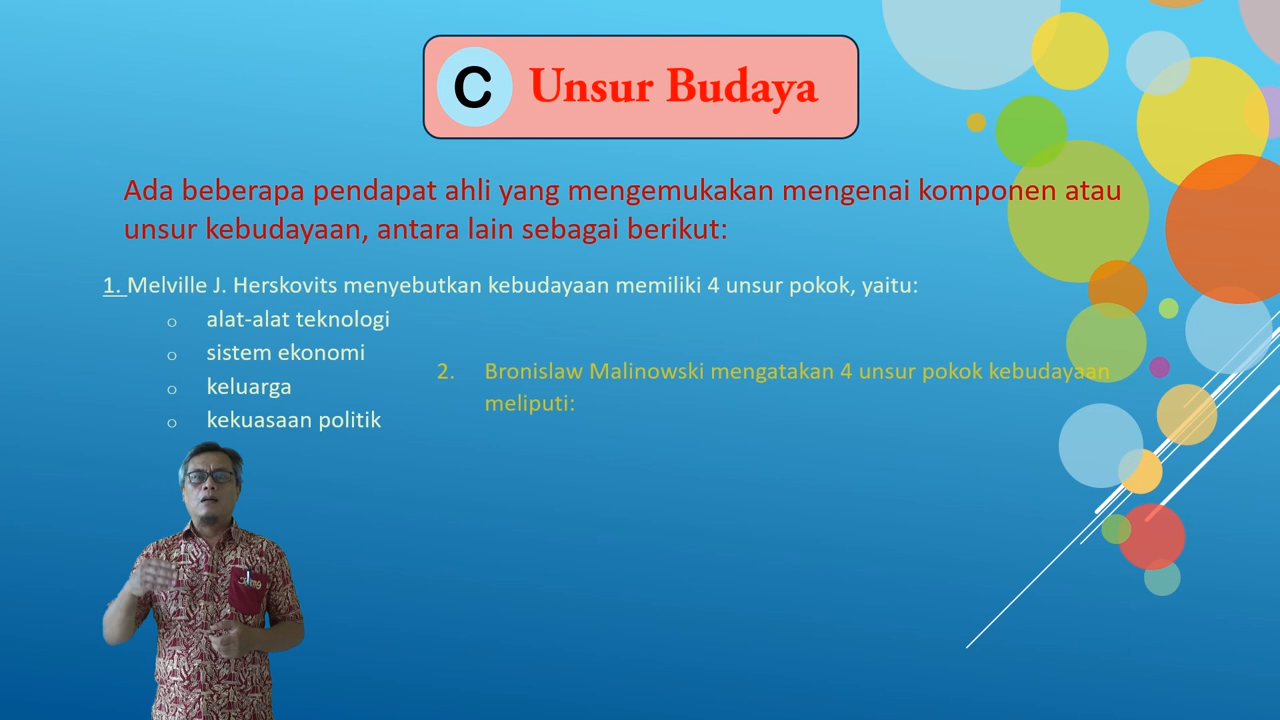 C Unsur Budaya
Ada beberapa pendapat ahli yang mengemukakan mengenai komponen atau
unsur kebudayaan, antara lain sebagai berikut:
1. Melville J. Herskovits menyebutkan kebudayaan memiliki 4 unsur pokok, yaitu:
o alat-alat teknologi
o sistem ekonomi
o keluarga
o kekuasaan politik
2. Bronislaw Malinowski mengatakan 4 unsur pokok kebudayaan
meliputi: